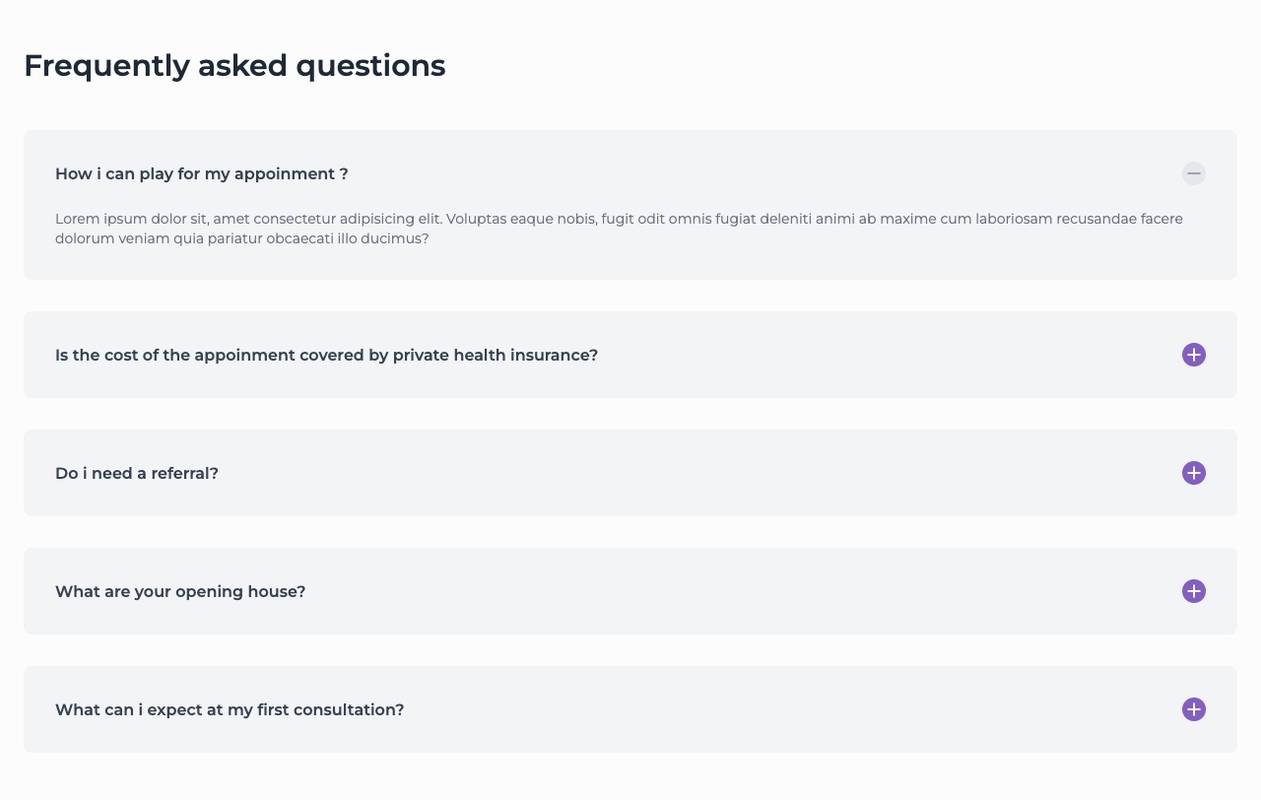 Frequently asked questions
How i can play for my appoinment ?
Lorem ipsum dolor sit, amet consectetur adipisicing elit. Voluptas eaque nobis, fugit odit omnis fugiat deleniti animi ab maxime cum laboriosam recusandae facere
dolorum veniam quia pariatur obcaecati illo ducimus?
Is the cost of the appoinment covered by private health insurance?
Do i need a referral?
What are your opening house?
What can i expect at my first consultation?